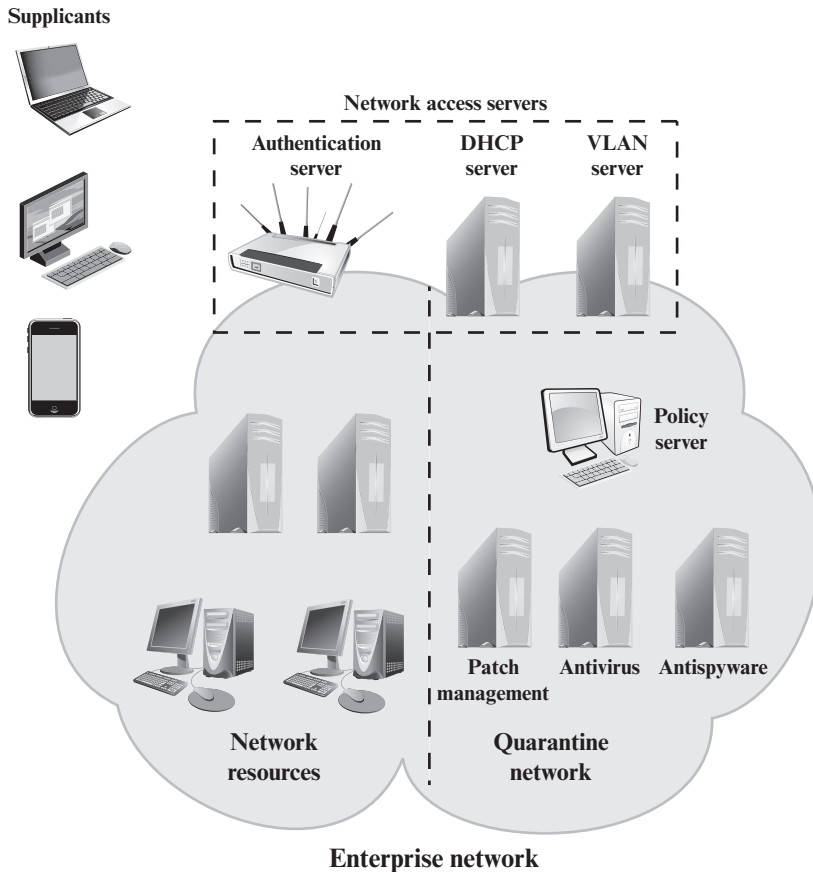 Supplicants
Network access servers
Authentication
server
DHCP
server
VLAN
server
Policy
server
Patch
management
Antivirus
Antispyware
Network
resources
Quarantine
network
Enterprise network